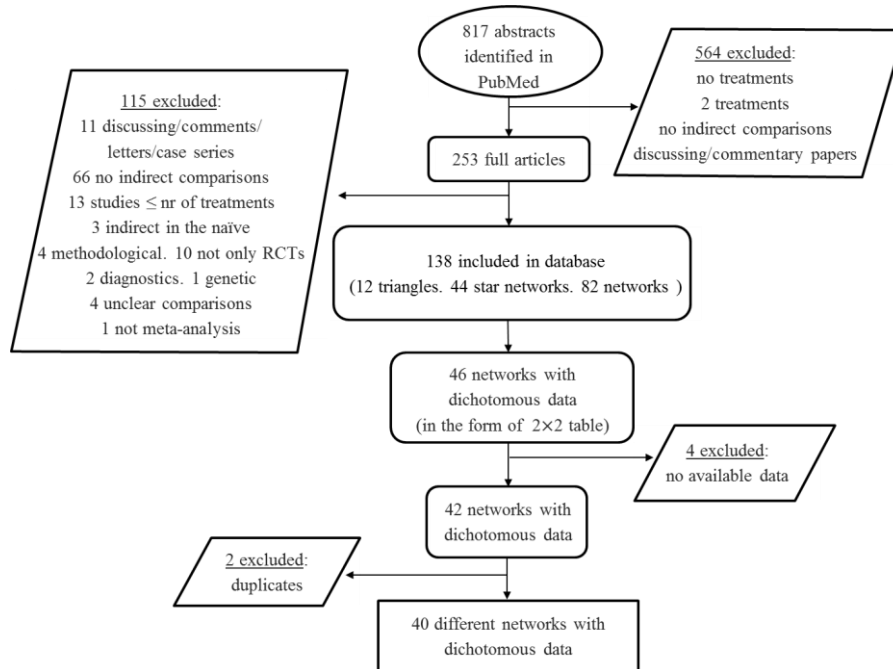 817 abstracts
identified in
PubMed
564 excluded:
no treatments
2 treatments
no indirect comparisons
discussing/commentary papers
253 full articles
115 excluded:
11 discussing/comments/
letters/case series
66 no indirect comparisons
13 studies ≤ nr of treatments
3 indirect in the naïve
4 methodological. 10 not only RCTs
2 diagnostics. 1 genetic
4 unclear comparisons
1 not meta-analysis
138 included in database
(12 triangles. 44 star networks. 82 networks )
46 networks with
dichotomous data
(in the form of 2×2 table)
4 excluded:
no available data
42 networks with
dichotomous data
2 excluded:
duplicates
40 different networks with
dichotomous data